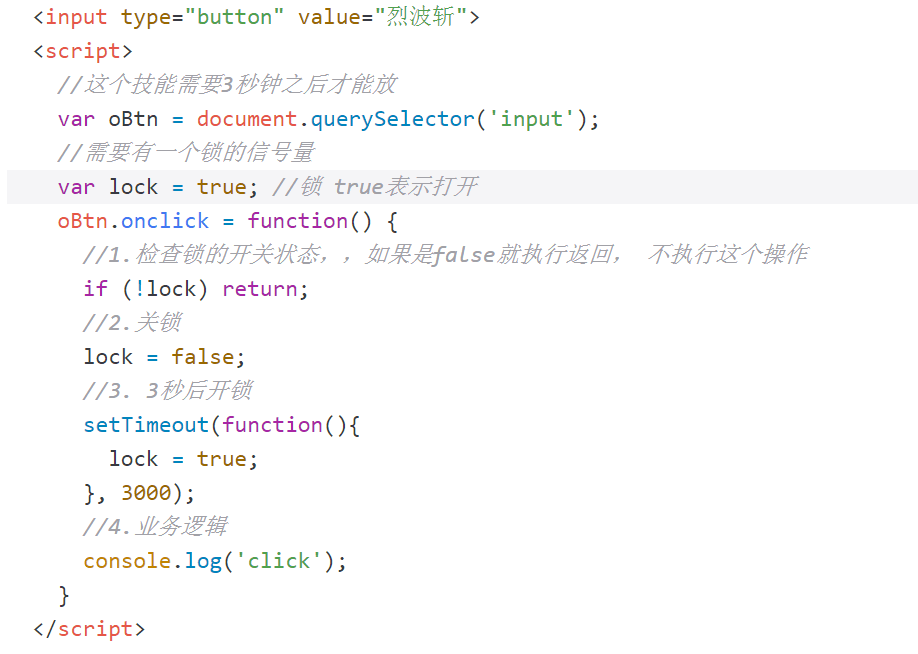 <input type="button" value="烈波斩">
<script>
//这个技能需要3秒钟之后才能放
var oBtn = document.querySelector('input');
//需要有一个锁的信号量
var lock = true; //锁 true表示打开
oBtn.onclick = function() {
//1.检查锁的开关状态，，如果是false就执行返回， 不执行这个操作
if (!lock) return;
//2.关锁
lock = false;
//3. 3秒后开锁
setTimeout(function(){
lock = true;
}, 3000);
//4.业务逻辑
console.log('click');
}
</script>